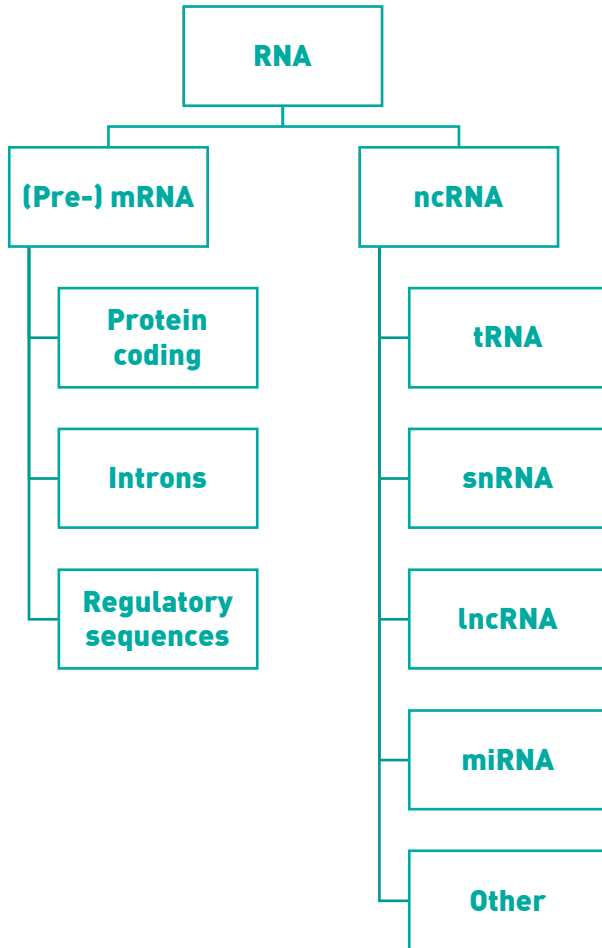 RNA
(Pre-) mRNA
ncRNA
Protein
coding
tRNA
Introns
snRNA
Regulatory
sequences
lncRNA
miRNA
Other